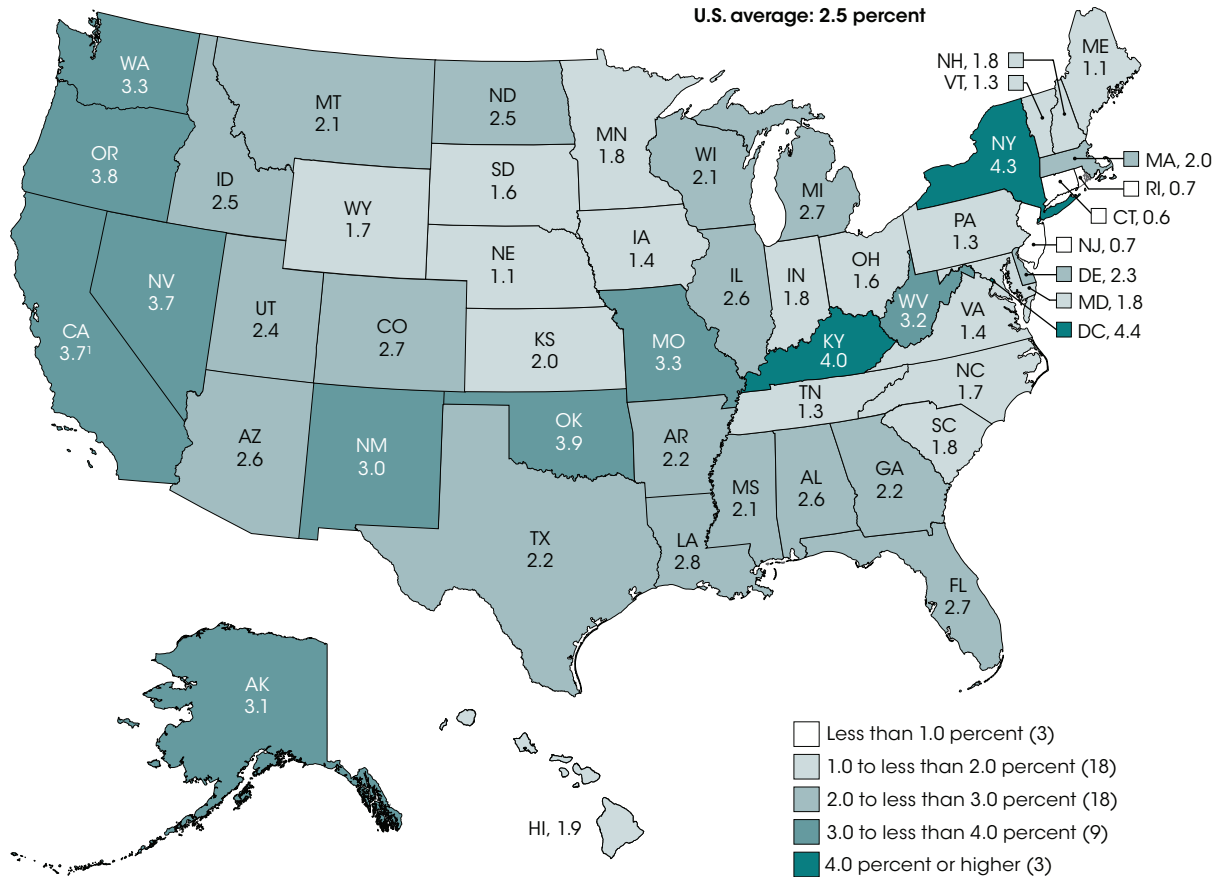 U.S. average: 2.5 percent
WA
3.3
OR
3.8
CA
3.7¹
NV
3.7
ID
2.5
MT
2.1
WY
1.7
UT
2.4
CO
2.7
AZ
2.6
NM
3.0
ND
2.5
SD
1.6
NE
1.1
KS
2.0
OK
3.9
TX
2.2
MN
1.8
IA
1.4
MO
3.3
AR
2.2
LA
2.8
WI
2.1
IL
2.6
MI
2.7
IN
1.8
OH
1.6
KY
4.0
TN
1.3
MS
2.1
AL
2.6
GA
2.2
FL
2.7
SC
1.8
NC
1.7
VA
1.4
WV
3.2
PA
1.3
NY
4.3
ME
1.1
NH, 1.8
VT, 1.3
MA, 2.0
RI, 0.7
CT, 0.6
NJ, 0.7
DE, 2.3
MD, 1.8
DC, 4.4
AK
3.1
HI, 1.9
Less than 1.0 percent (3)
1.0 to less than 2.0 percent (18)
2.0 to less than 3.0 percent (18)
3.0 to less than 4.0 percent (9)
4.0 percent or higher (3)